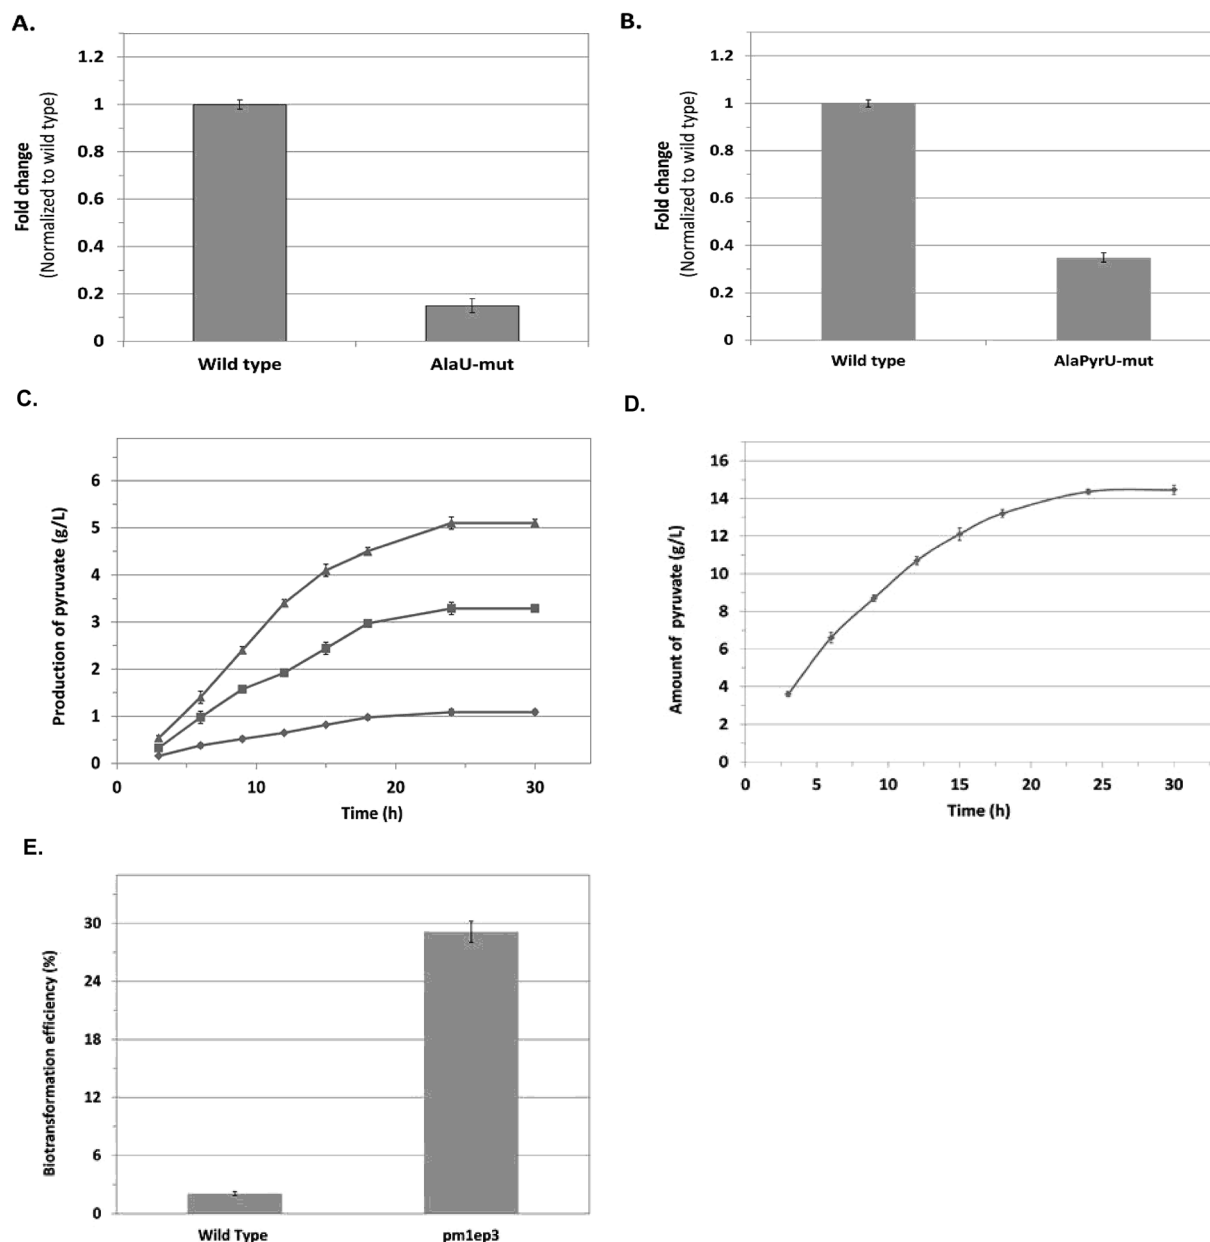 A.
Fold change
(Normalized to wild type)
1.2
1
0.8
0.6
0.4
0.2
0
Wild type
AlaU-mut
B.
Fold change
(Normalized to wild type)
1.2
1
0.8
0.6
0.4
0.2
0
Wild type
AlaPyrU-mut
C.
Production of pyruvate (g/L)
6
5
4
3
2
1
0
0
10
20
30
Time (h)
D.
Amount of pyruvate (g/L)
16
14
12
10
8
6
4
2
0
0
5
10
15
20
25
30
Time (h)
E.
Biotransformation efficiency (%)
30
24
18
12
6
0
Wild Type
pm1ep3